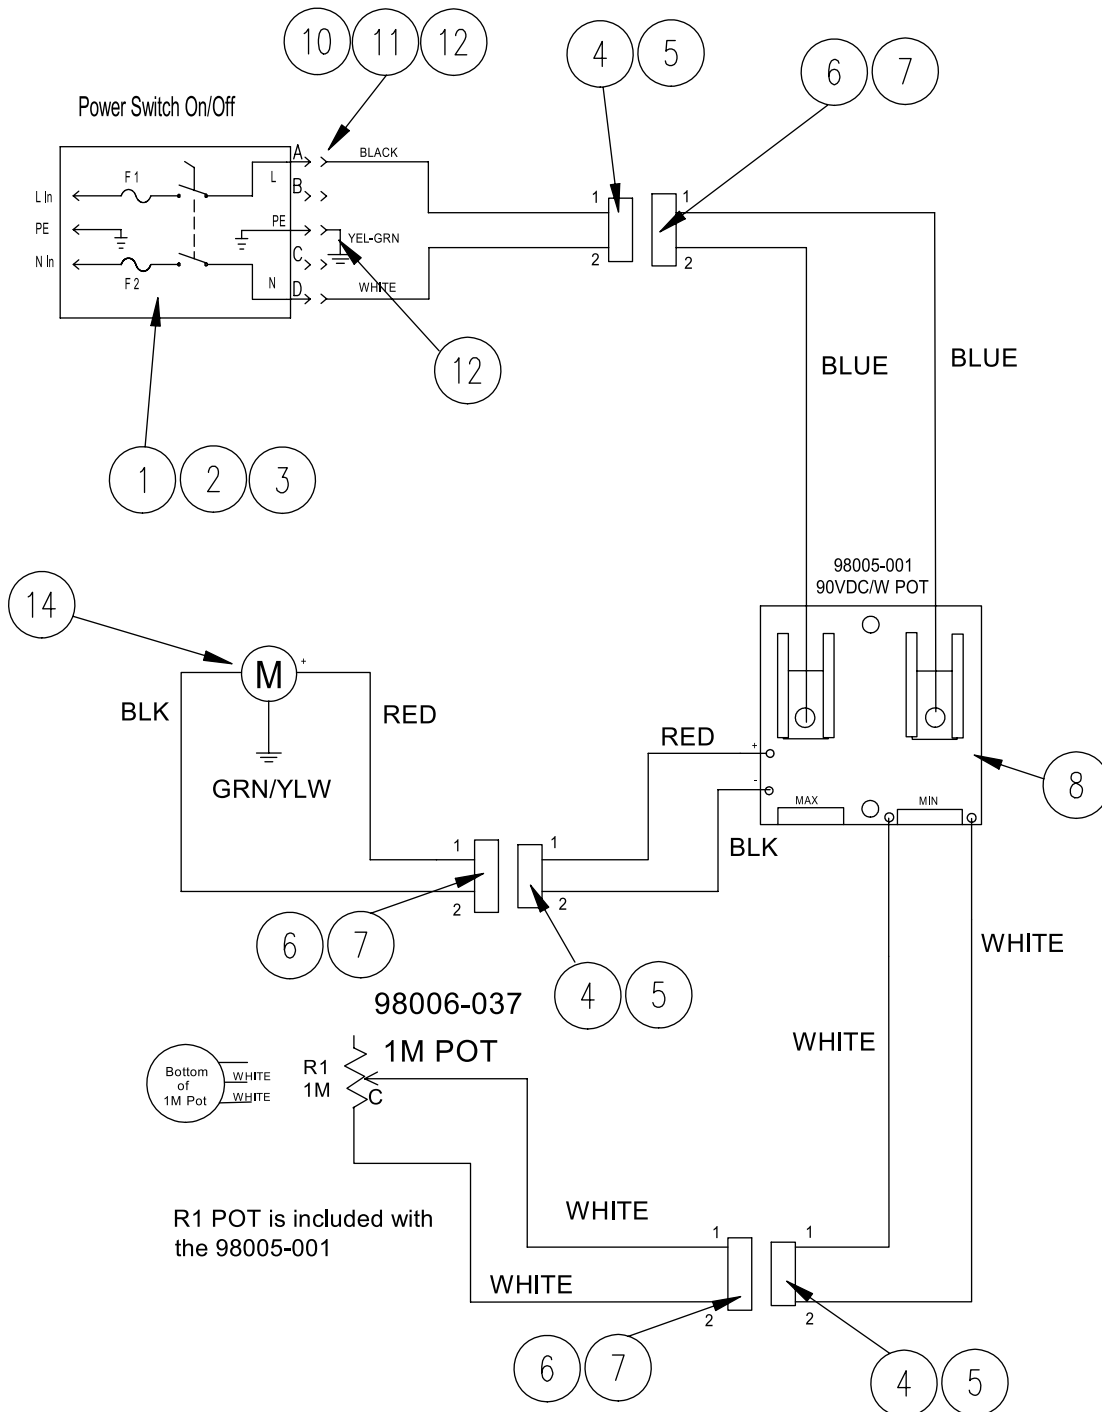 10 11 12
4 5
6 7
Power Switch On/Off
A
BLACK
F 1
L
B
L In
1
1
PE
PE
YEL-GRN
N In
C
2
2
F 2
N
D
WHITE
12
BLUE
BLUE
1 2 3
98005-001
90VDC/W POT
14
M
+
BLK
RED
RED
+
-
GRN/YLW
MAX
MIN
8
1
1
BLK
2
2
6 7
4 5
WHITE
98006-037
1M POT
WHITE
R1
1M
C
Bottom
of
1M Pot
WHITE
WHITE
R1 POT is included with
the 98005-001
WHITE
1
1
WHITE
2
2
6 7
4 5